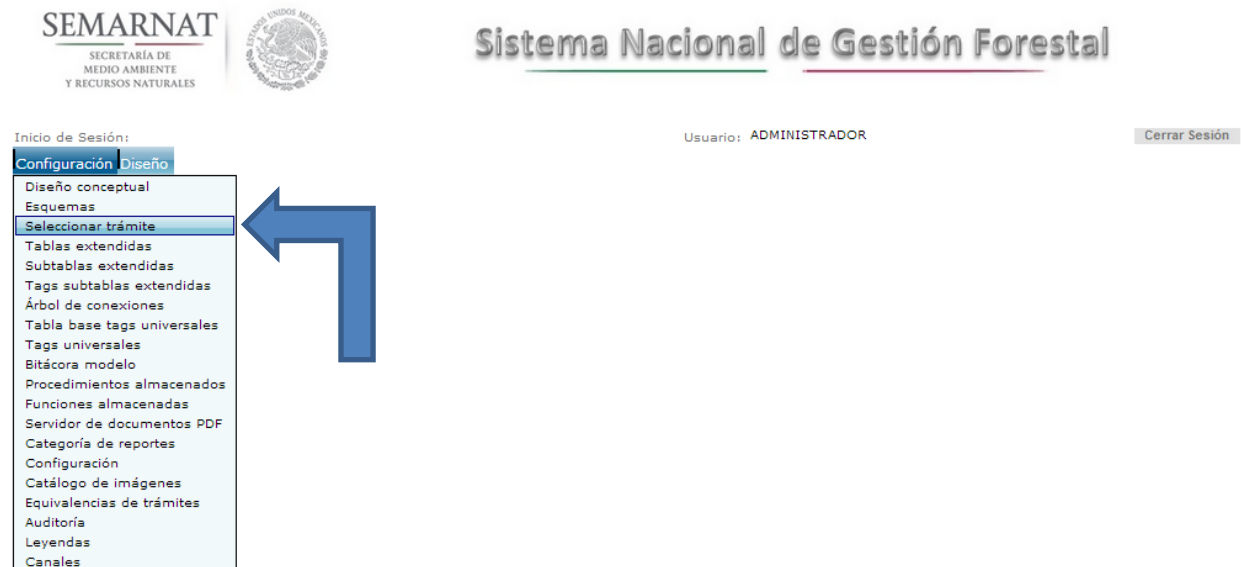 SEMARNAT
SECRETARÍA DE
MEDIO AMBIENTE
Y RECURSOS NATURALES
ESTADOS UNIDOS MEXICANOS
Sistema Nacional de Gestión Forestal
Inicio de Sesión:
Usuario: ADMINISTRADOR
Cerrar Sesión
Configuración Diseño
Diseño conceptual
Esquemas
Seleccionar trámite
Tablas extendidas
Subtablas extendidas
Tags subtablas extendidas
Árbol de conexiones
Tabla base tags universales
Tags universales
Bitácora modelo
Procedimientos almacenados
Funciones almacenadas
Servidor de documentos PDF
Categoría de reportes
Configuración
Catálogo de imágenes
Equivalencias de trámites
Auditoría
Leyendas
Canales